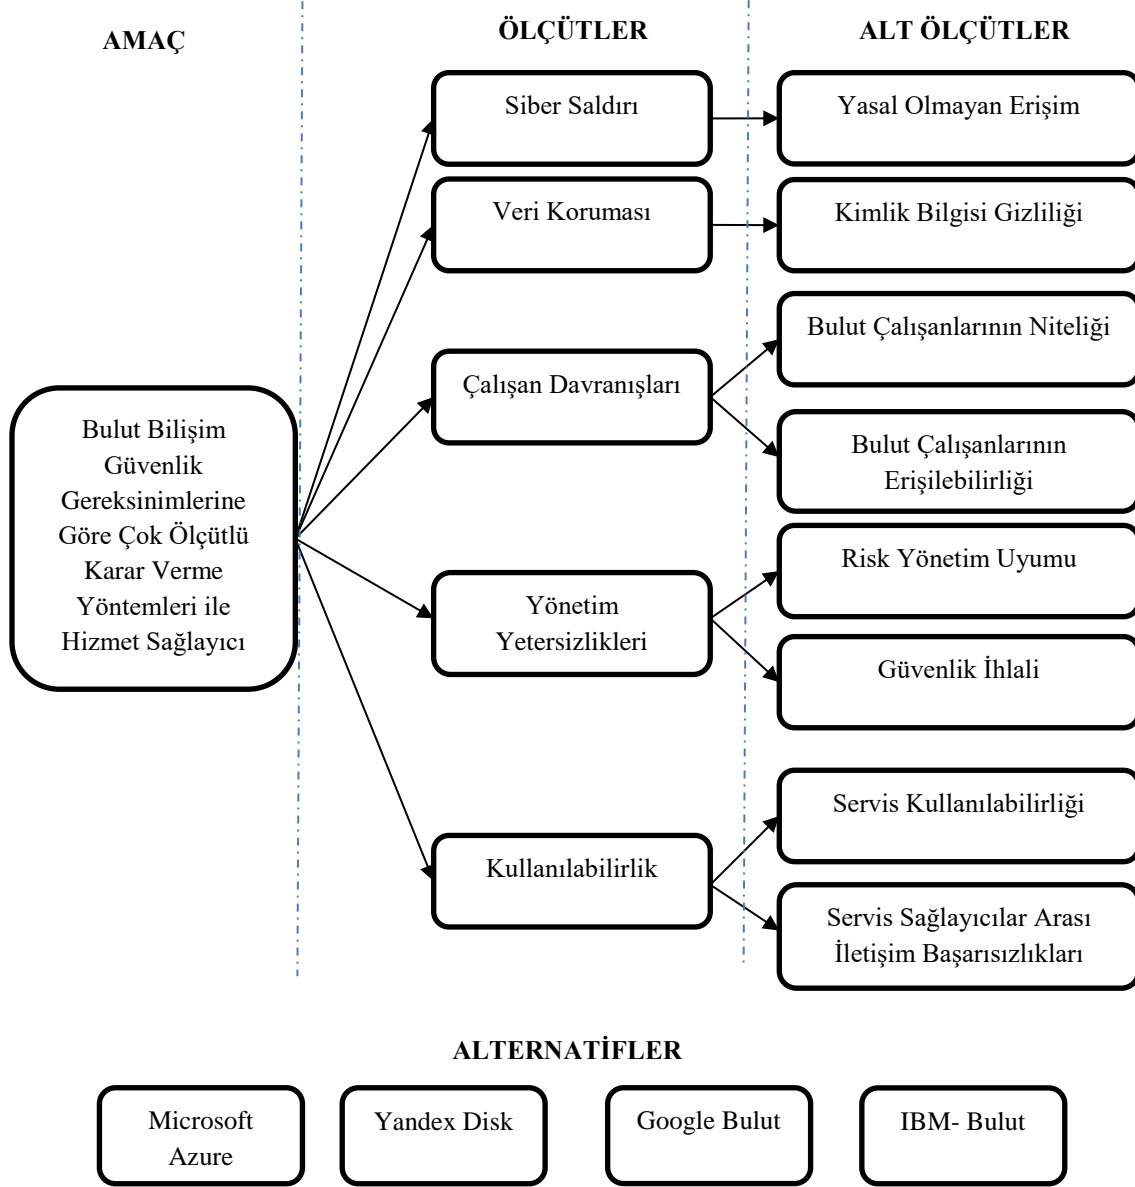 AMAÇ
ÖLÇÜTLER
ALT ÖLÇÜTLER
Siber Saldırı
Yasal Olmayan Erişim
Veri Koruması
Kimlik Bilgisi Gizliliği
Bulut Çalışanlarının Niteliği
Çalışan Davranışları
Bulut Çalışanlarının
Erişilebilirliği
Bulut Bilişim
Güvenlik
Gereksinimlerine
Göre Çok Ölçütlü
Karar Verme
Yöntemleri ile
Hizmet Sağlayıcı
Risk Yönetim Uyumu
Yönetim
Yetersizlikleri
Güvenlik İhlali
Servis Kullanılabilirliği
Kullanılabilirlik
Servis Sağlayıcılar Arası
İletişim Başarısızlıkları
ALTERNATİFLER
Microsoft
Azure
Yandex Disk
Google Bulut
IBM- Bulut